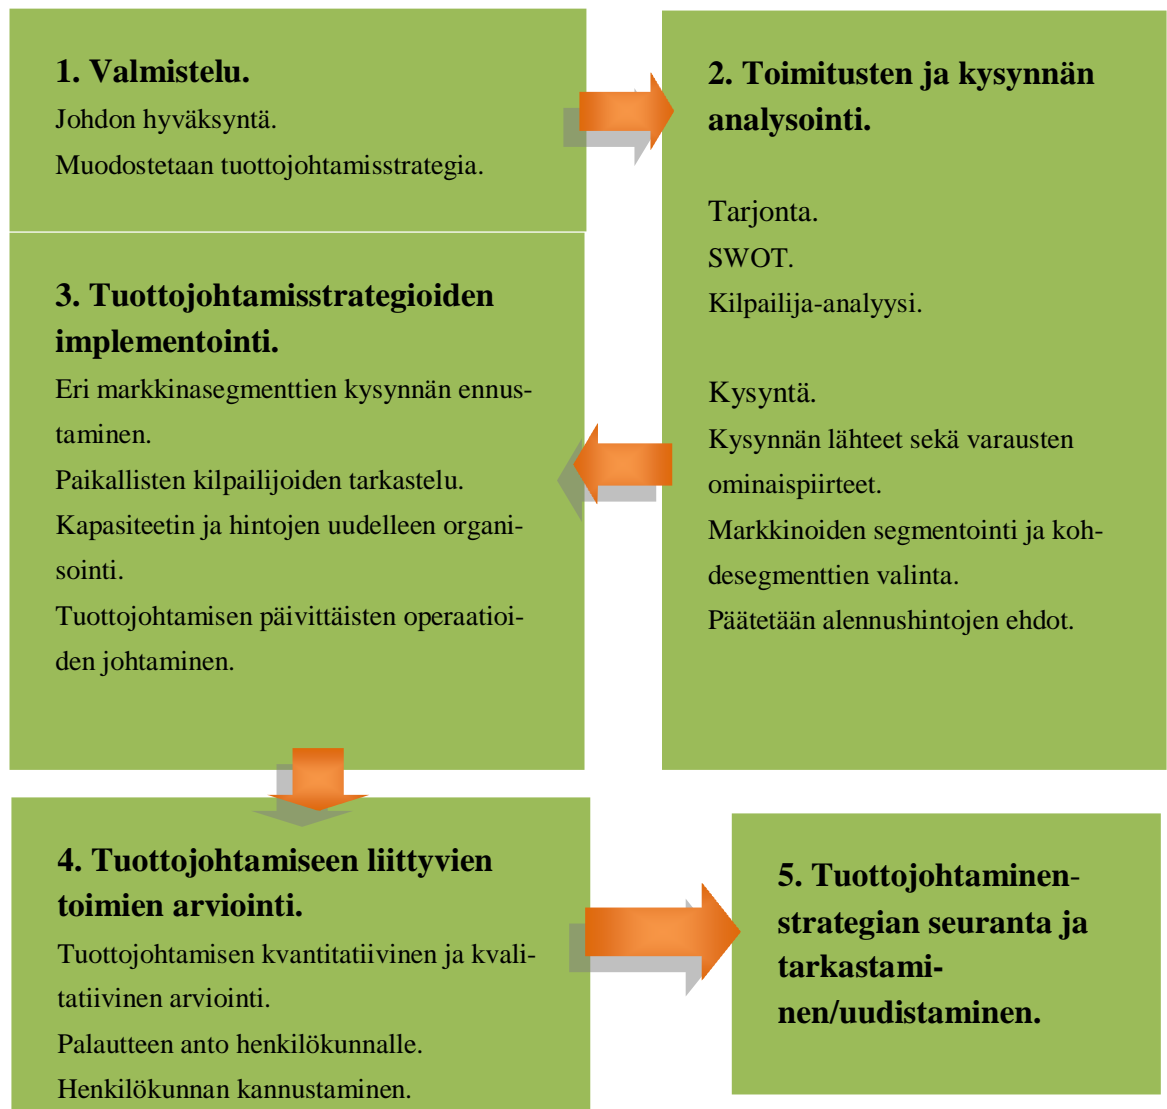 1. Valmistelu.
Johdon hyväksyntä.
Muodostetaan tuottojohtamisstrategia.
2. Toimitusten ja kysynnän
analysointi.
Tarjonta.
SWOT.
Kilpailija-analyysi.
Kysyntä.
Kysynnän lähteet sekä varausten
ominaispiirteet.
Markkinoiden segmentointi ja koh-
desegmenttien valinta.
Päätetään alennushintojen ehdot.
3. Tuottojohtamisstrategioiden
implementointi.
Eri markkinasegmenttien kysynnän ennus-
taminen.
Paikallisten kilpailijoiden tarkastelu.
Kapasiteetin ja hintojen uudelleen organi-
sointi.
Tuottojohtamisen päivittäisten operaatioi-
den johtaminen.
4. Tuottojohtamiseen liittyvien
toimien arviointi.
Tuottojohtamisen kvantitatiivinen ja kvali-
tatiivinen arviointi.
Palautteen anto henkilökunnalle.
Henkilökunnan kannustaminen.
5. Tuottojohtaminen-
strategian seuranta ja
tarkastami-
nen/uudistaminen.